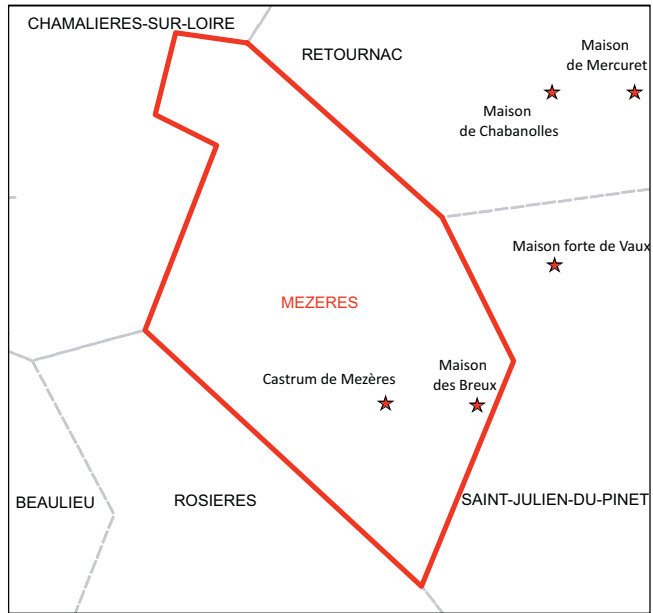 CHAMALIERES-SUR-LOIRE
RETOURNAC
Maison
de Mercuret
Maison
de Chabanolles
Maison forte de Vaux
MEZERES
Castrum de Mezères
Maison
des Breux
BEAULIEU
ROSIERES
SAINT-JULIEN-DU-PINET